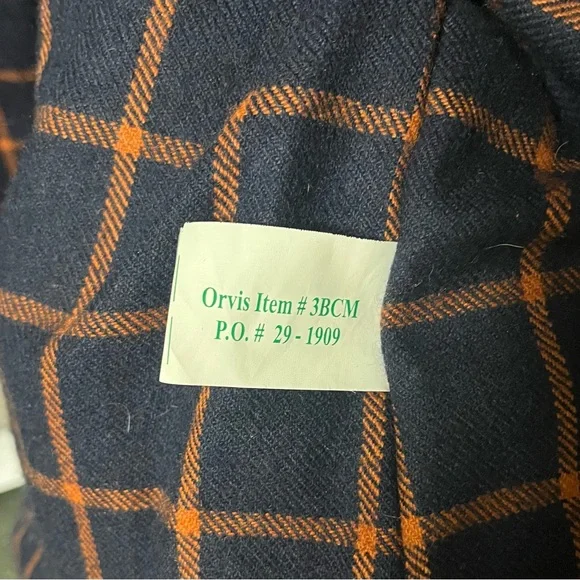 Orvis Item # 3BCM
P.O. # 29 - 1909